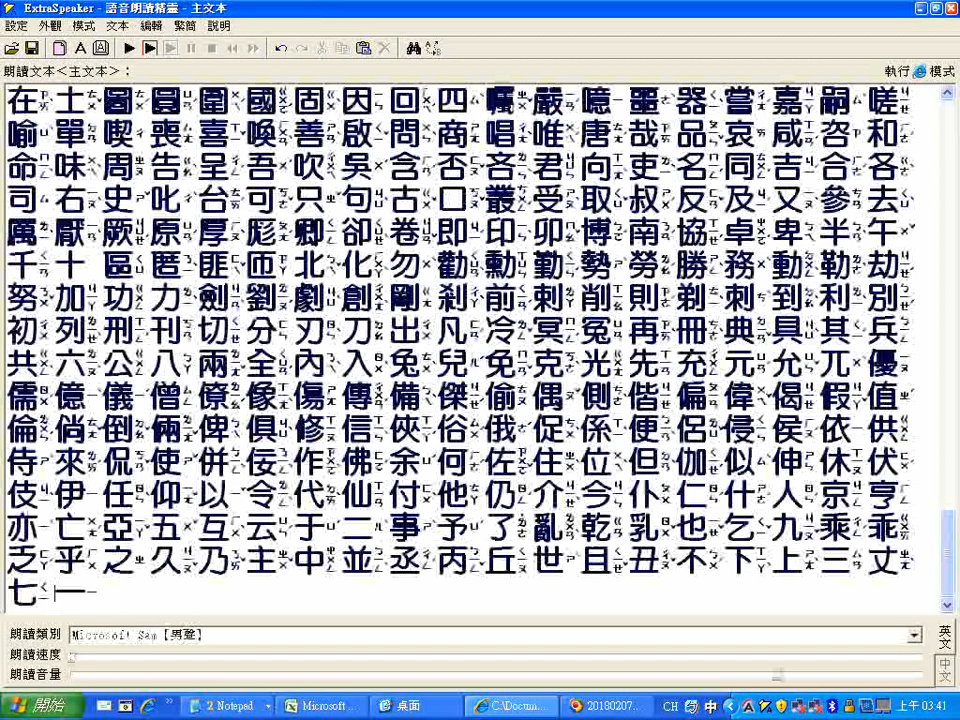 ExtraSpeaker - 語音朗讀精靈 - 主文本
設定 外觀 模式 文本 編輯 繁簡 說明
朗讀文本<主文本>： 執行 模式
在士圖圓圍國固因回四囑嚴噫噩器嘗嘉嗣嗟
喻單喫喪喜喚善啟問商唱唯唐哉品哀咸咨和
命味周告呈吾吹吳含否吝君向吏名同吉合各
司右史叱台可只句古口叢受取叔反及又參去
厲厭厥原厚彪卿卻卷即印卯博南協卓卑半午
千十區匿匪匝北化勿勸勳勤勢勞勝務動勒劫
努加功力劍劉劇創剛剎前刺削則剃刺到利別
初列刑刊切分刃刀出凡冷冥冤再冊典具其兵
共六公八兩全內入兔兒免克光先充元允兀優
儒億儀僧僚像傷傳備傑偷偶側偕偏偉偈假值
倫倘倒倆俾俱修信俠俗俄促係便侶侵侯依供
侍來侃使併佞作佛余何佐住位但伽似伸休伏
伎伊任仰以令代仙付他仍介今仆仁什人京亨
亦亡亞五互云于二事予了亂乾乳也乞九乘乖
乏乎之久乃主中並丞丙丘世且丑不下上三丈
七一
朗讀類別 Microsoft Sam【男聲】 英文
朗讀速度
朗讀音量 中文
開始 2 Notepad Microsoft ... 桌面 C:\Docum... 20180207... CH 中 上午 03:41